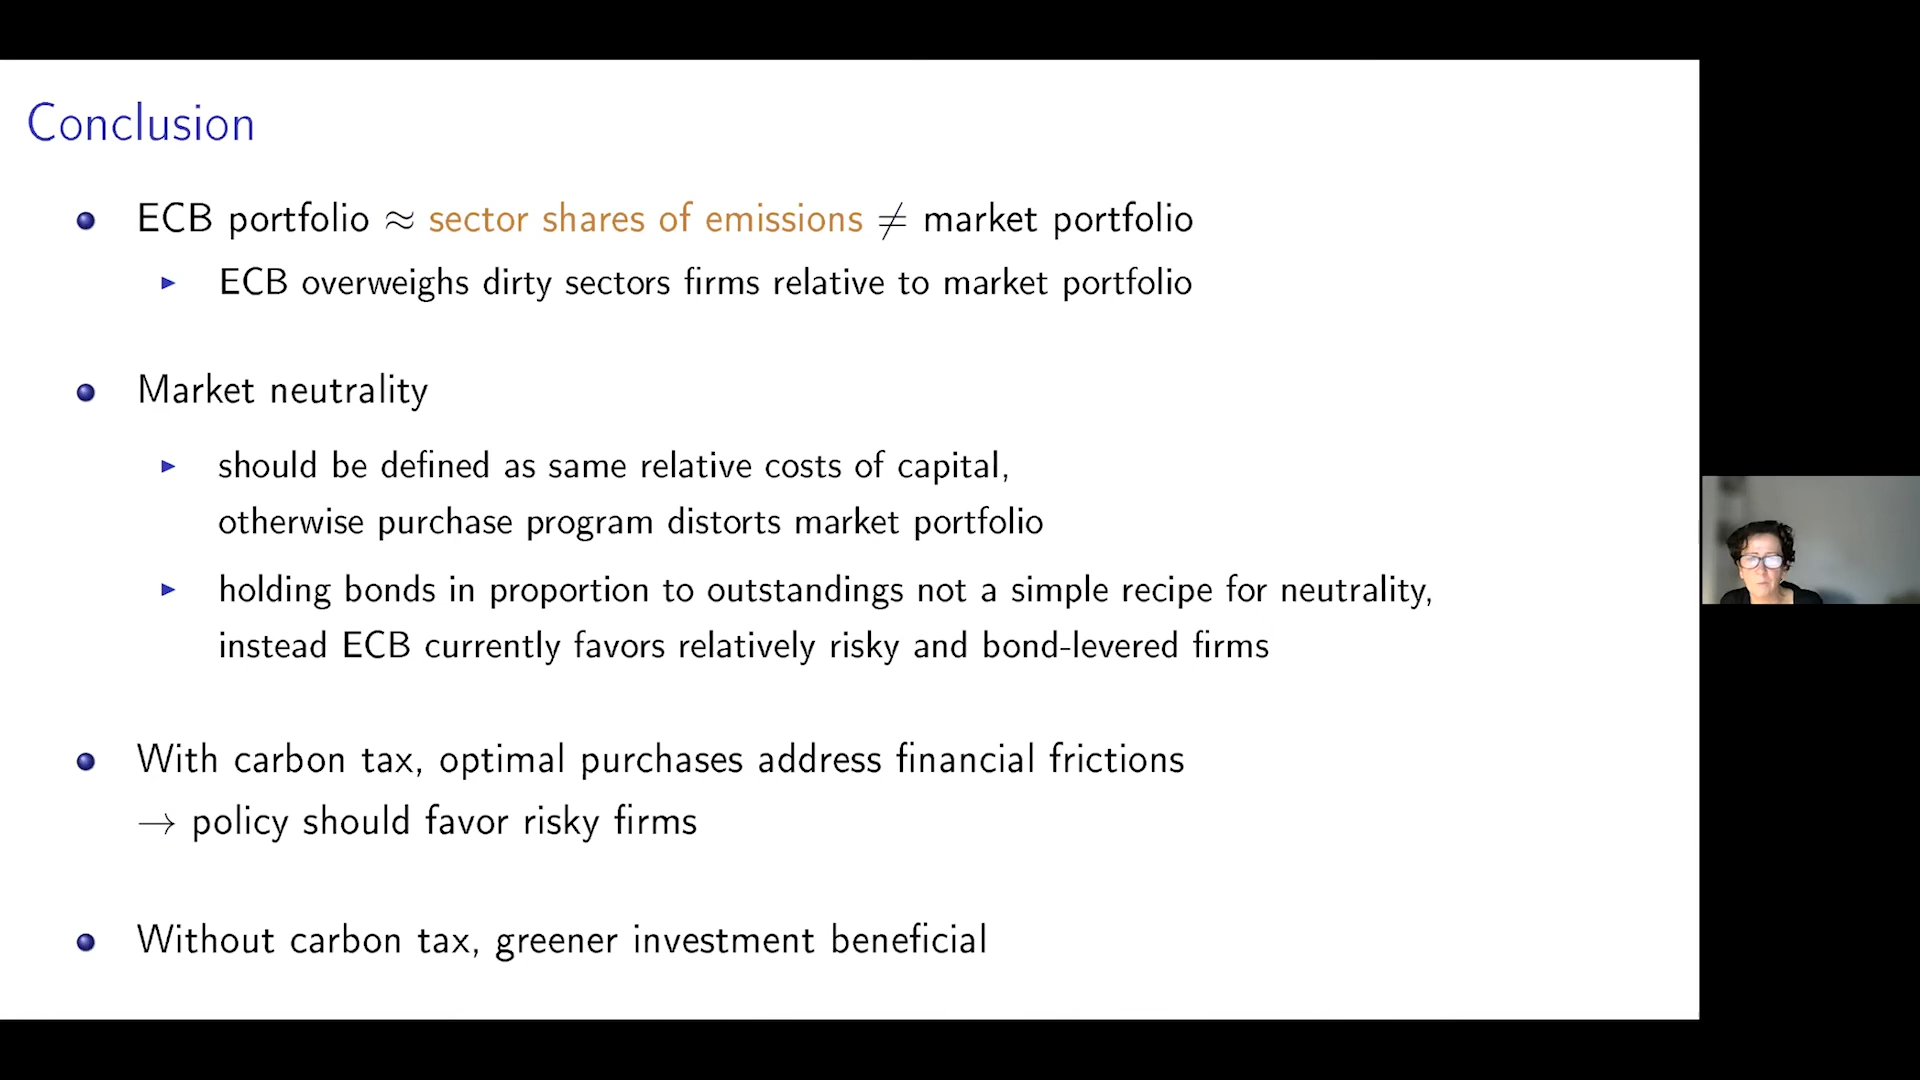 Conclusion
ECB portfolio ≈ sector shares of emissions ≠ market portfolio
ECB overweighs dirty sectors firms relative to market portfolio
Market neutrality
should be defined as same relative costs of capital,
otherwise purchase program distorts market portfolio
holding bonds in proportion to outstandings not a simple recipe for neutrality,
instead ECB currently favors relatively risky and bond-levered firms
With carbon tax, optimal purchases address financial frictions
→ policy should favor risky firms
Without carbon tax, greener investment beneficial